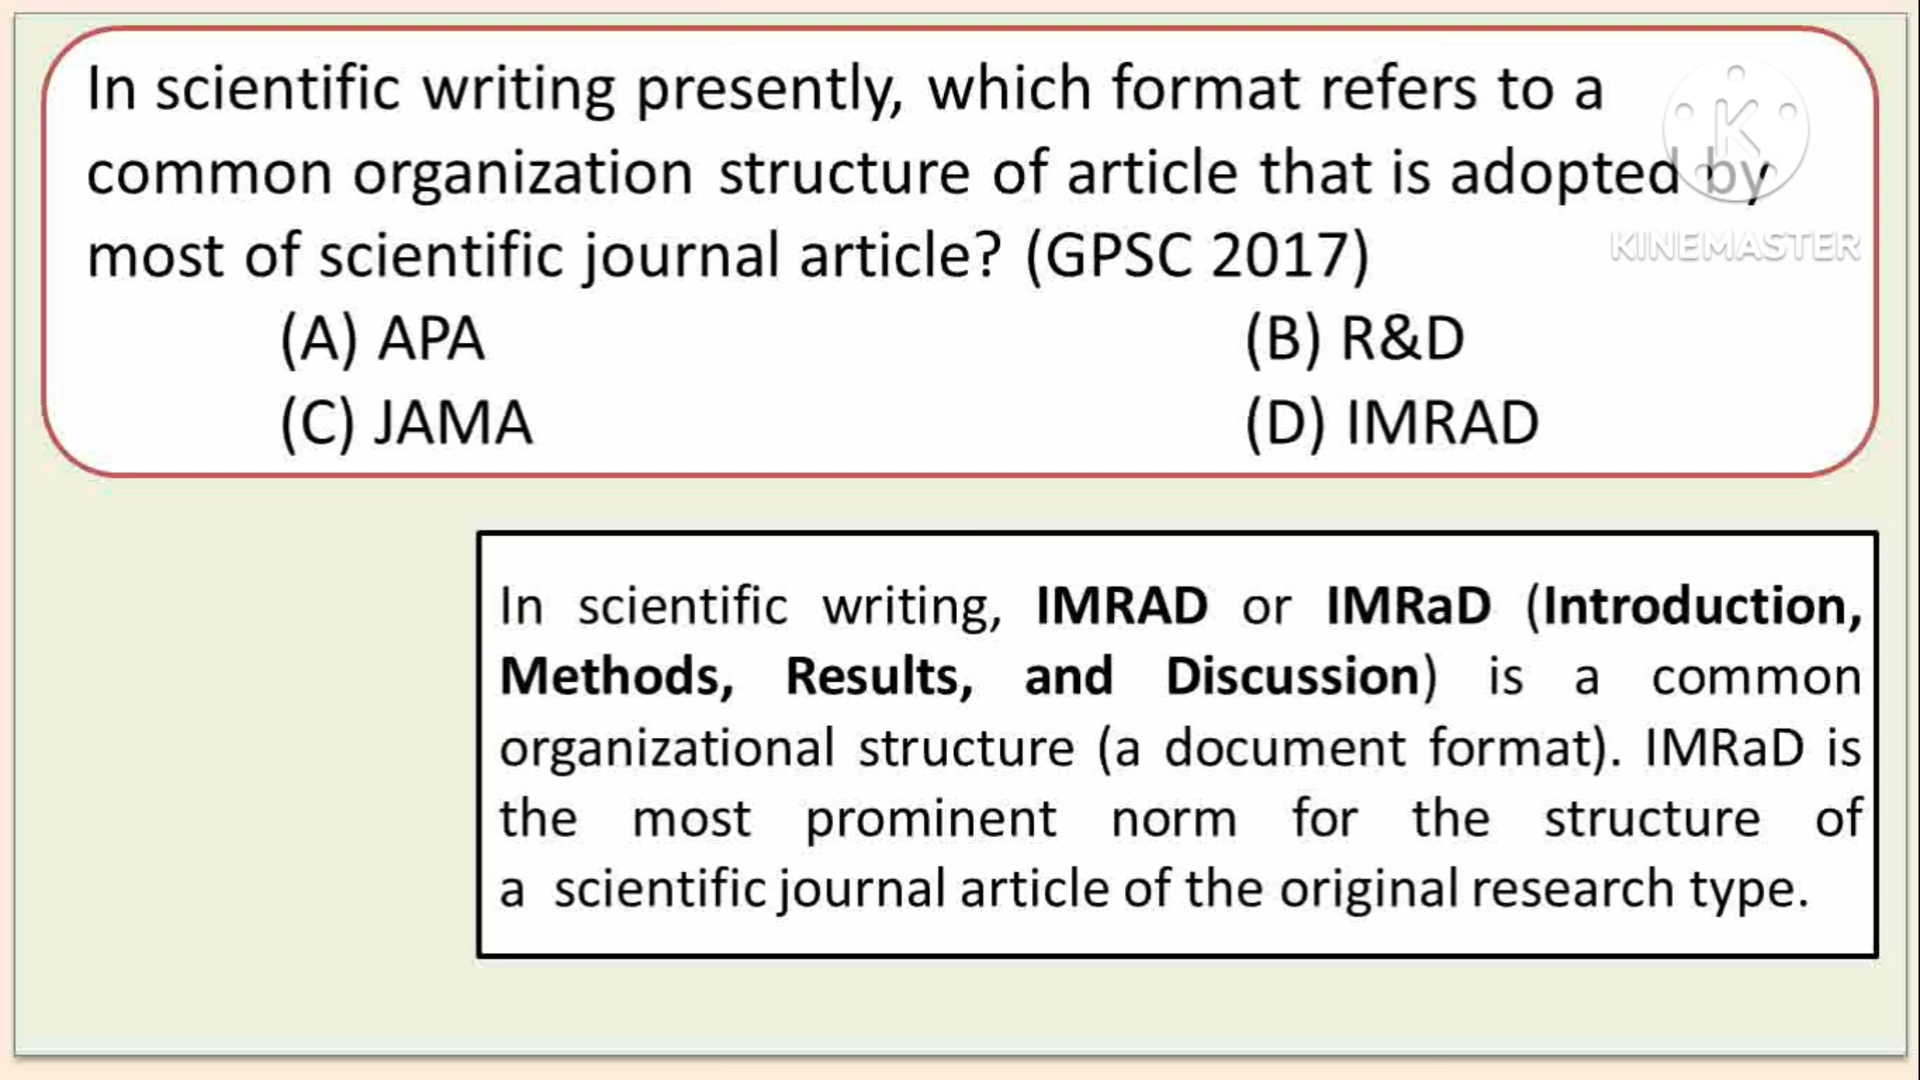 In scientific writing presently, which format refers to a
common organization structure of article that is adopted by
most of scientific journal article? (GPSC 2017)
(A) APA (B) R&D
(C) JAMA (D) IMRAD
K
KINEMASTER
In scientific writing, IMRAD or IMRaD (Introduction,
Methods, Results, and Discussion) is a common
organizational structure (a document format). IMRaD is
the most prominent norm for the structure of
a scientific journal article of the original research type.